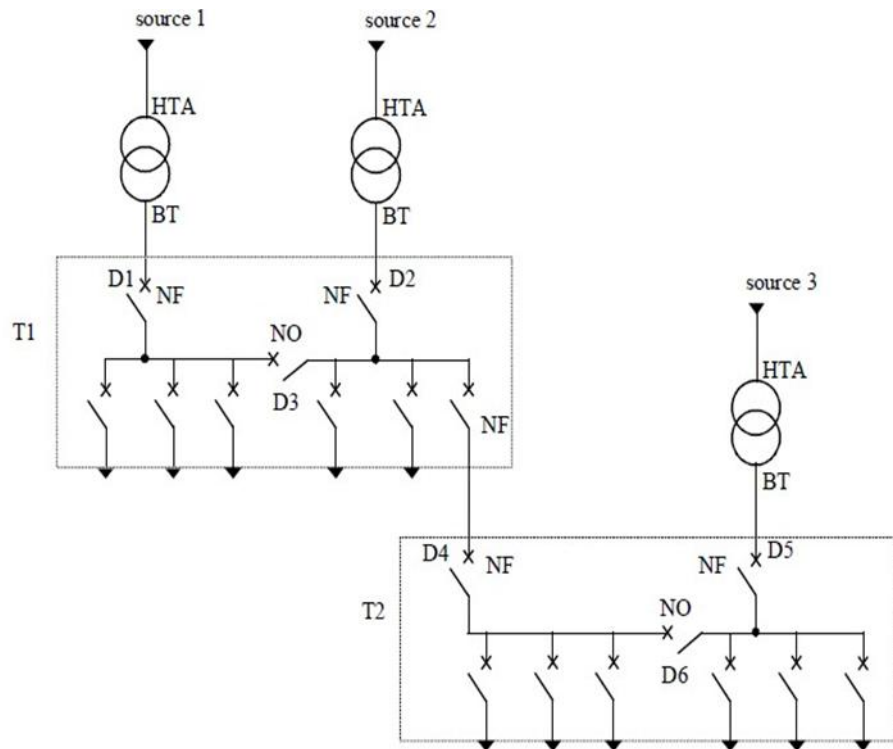 source 1
source 2
HTA
HTA
BT
BT
D1
NF
NF
D2
T1
NO
D3
NF
source 3
HTA
BT
D4
NF
NF
D5
T2
NO
D6